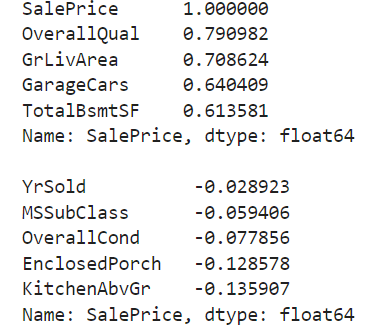 SalePrice      1.000000
OverallQual    0.790982
GrLivArea      0.708624
GarageCars     0.640409
TotalBsmtSF    0.613581
Name: SalePrice, dtype: float64

YrSold          -0.028923
MSSubClass      -0.059406
OverallCond     -0.077856
EnclosedPorch   -0.128578
KitchenAbvGr    -0.135907
Name: SalePrice, dtype: float64